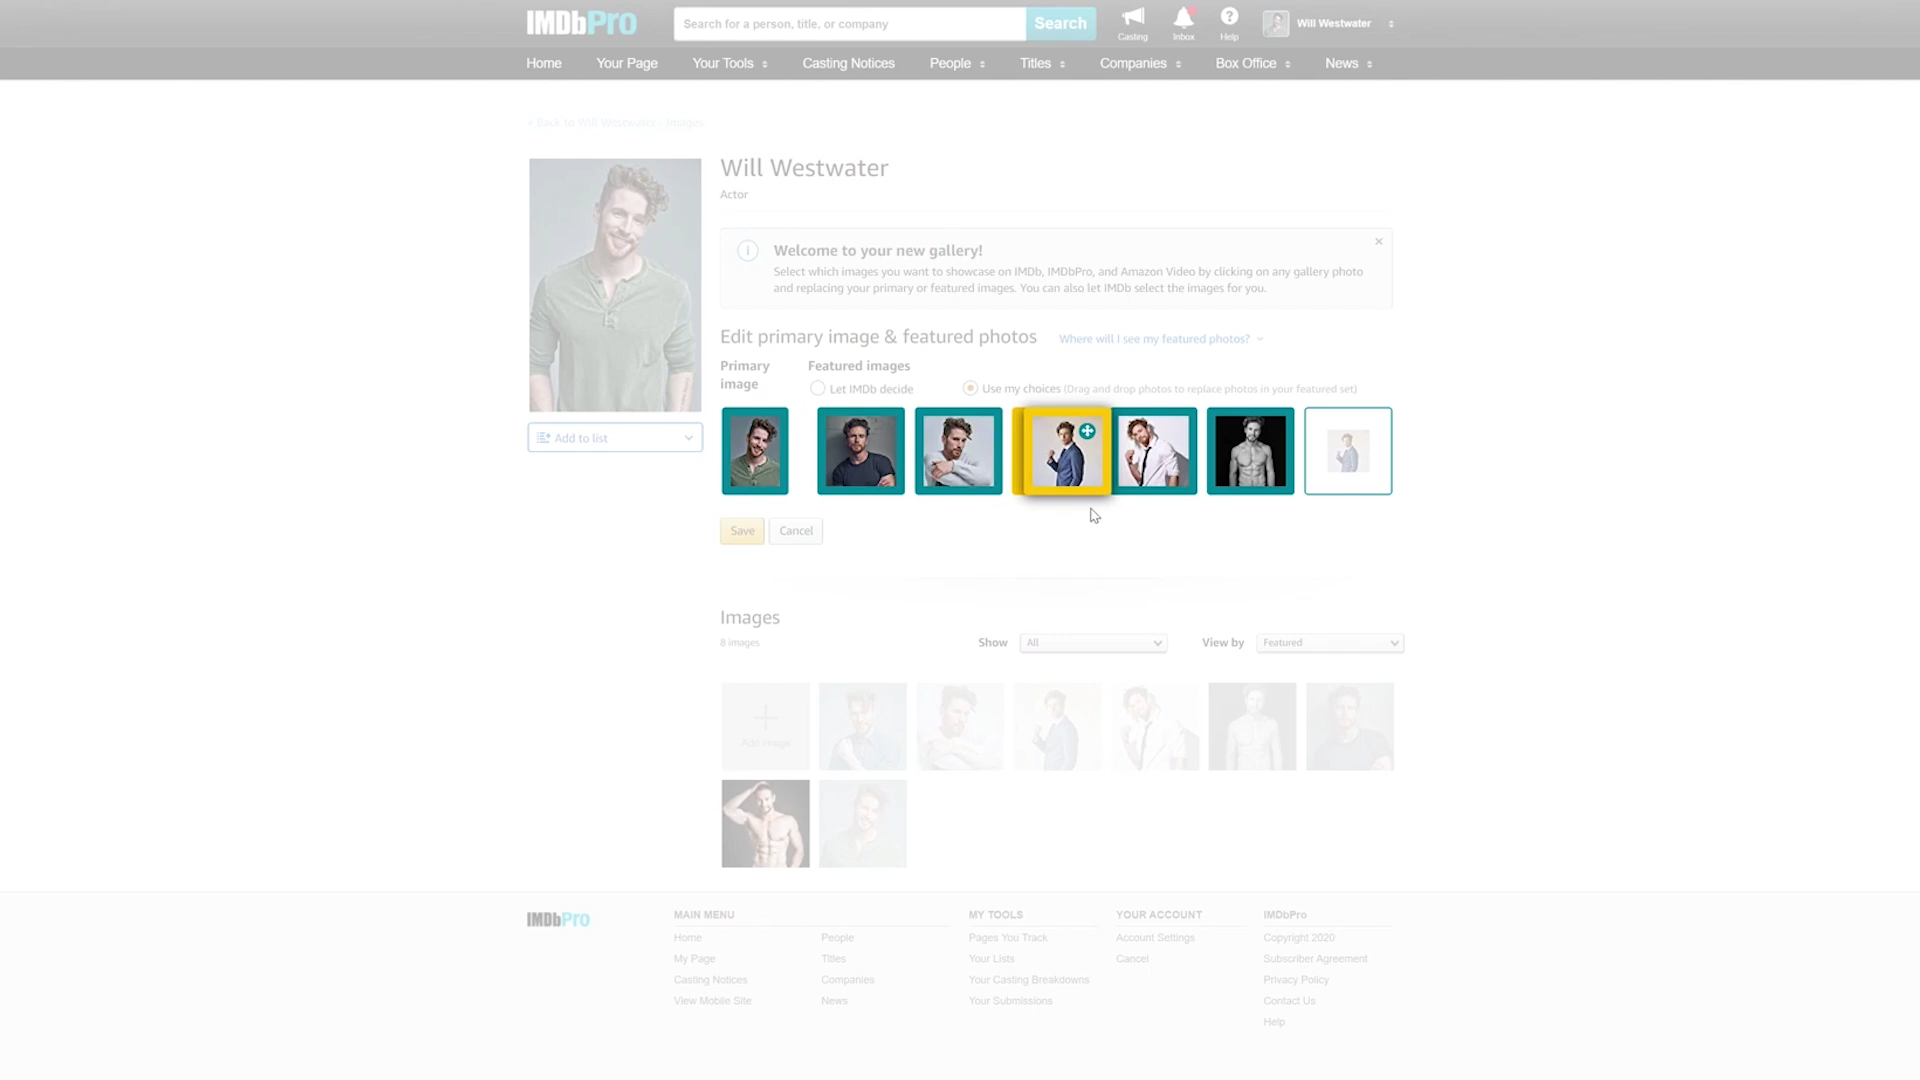 IMDbPro
Search for a person, title, or company
Search
Casting
Inbox
Help
Will Westwater
Home
Your Page
Your Tools
Casting Notices
People
Titles
Companies
Box Office
News
« Back to Will Westwater - Images
Will Westwater
Actor
Welcome to your new gallery!
Select which images you want to showcase on IMDb, IMDbPro, and Amazon Video by clicking on any gallery photo
and replacing your primary or featured images. You can also let IMDb select the images for you.
Edit primary image & featured photos
Where will I see my featured photos?
Primary
image
Featured images
Let IMDb decide
Use my choices (Drag and drop photos to replace photos in your featured set)
Add to list
Save
Cancel
Images
8 images
Show
All
View by
Featured
Add image
IMDbPro
MAIN MENU
Home
My Page
Casting Notices
View Mobile Site
People
Titles
Companies
News
MY TOOLS
Pages You Track
Your Lists
Your Casting Breakdowns
Your Submissions
YOUR ACCOUNT
Account Settings
Cancel
IMDbPro
Copyright 2020
Subscriber Agreement
Privacy Policy
Contact Us
Help